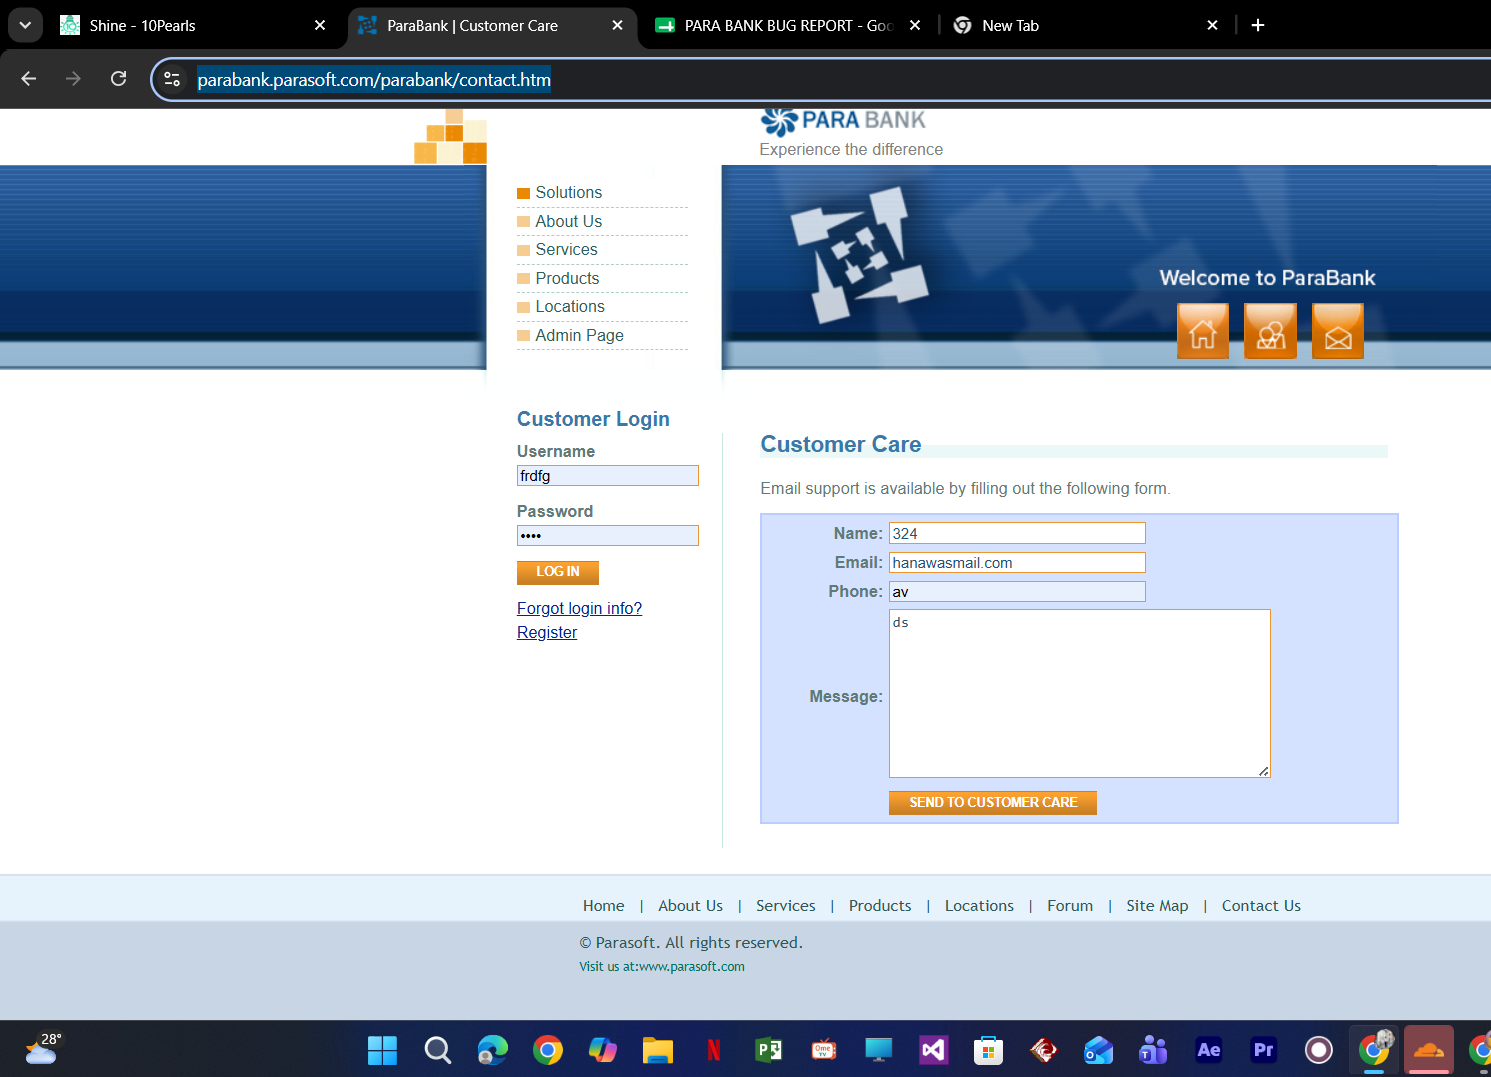 Shine - 10Pearls
ParaBank | Customer Care
PARA BANK BUG REPORT - Goo
New Tab
parabank.parasoft.com/parabank/contact.htm
PARA BANK
Experience the difference
Solutions
About Us
Services
Products
Locations
Admin Page
Welcome to ParaBank
Customer Login
Username
frdfg
Password
••••
LOG IN
Forgot login info?
Register
Customer Care
Email support is available by filling out the following form.
Name: 324
Email: hanawasmail.com
Phone: av
Message: ds
SEND TO CUSTOMER CARE
Home | About Us | Services | Products | Locations | Forum | Site Map | Contact Us
© Parasoft. All rights reserved.
Visit us at:www.parasoft.com
28°
N
P
Ome
TV
O
T
Ae
Pr